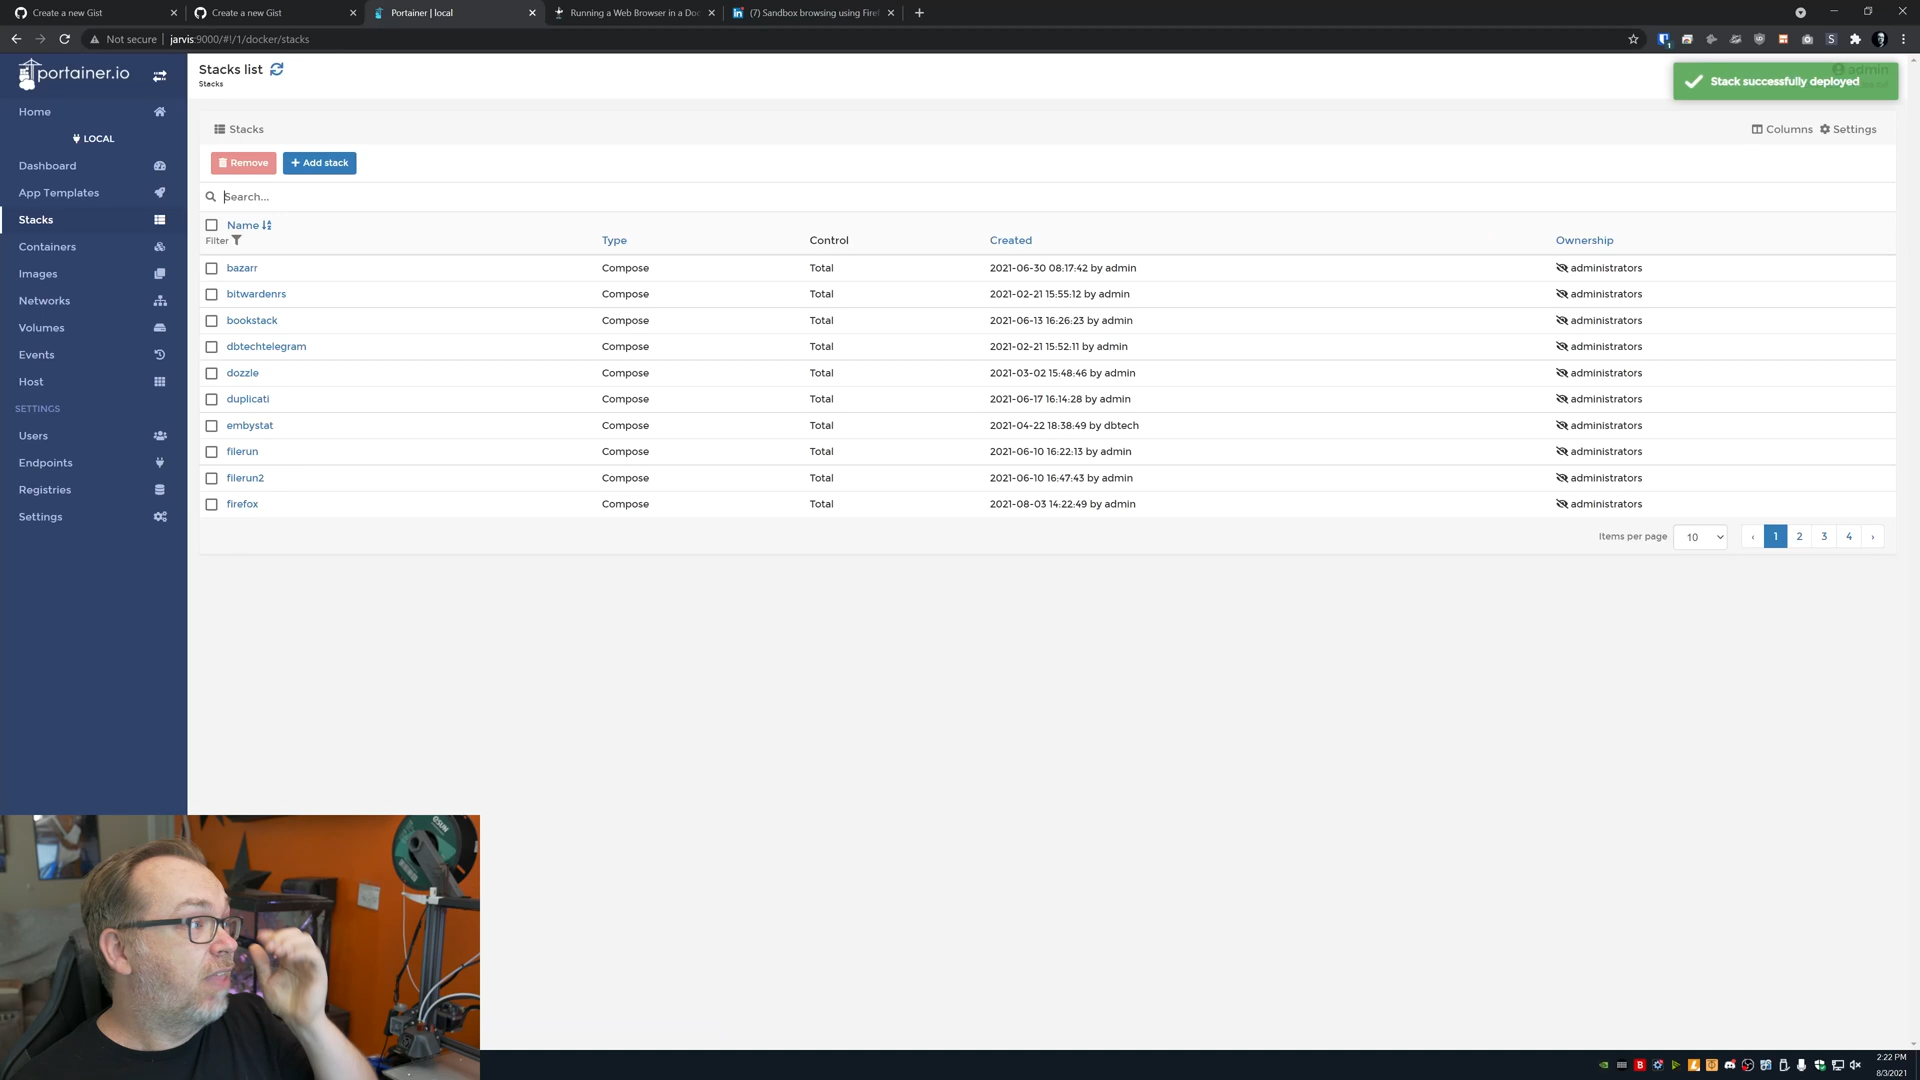 Create a new Gist
Create a new Gist
Portainer | local
Running a Web Browser in a Doc
(7) Sandbox browsing using Firef
Not secure
jarvis:9000/#!/1/docker/stacks
portainer.io
Home
LOCAL
Dashboard
App Templates
Stacks
Containers
Images
Networks
Volumes
Events
Host
SETTINGS
Users
Endpoints
Registries
Settings
Stacks list
Stacks
admin
Stack successfully deployed
Stacks
Columns
Settings
Remove
Add stack
Search...
Name
Filter
Type
Control
Created
Ownership
bazarr Compose Total 2021-06-30 08:17:42 by admin administrators
bitwardenrs Compose Total 2021-02-21 15:55:12 by admin administrators
bookstack Compose Total 2021-06-13 16:26:23 by admin administrators
dbtechtelegram Compose Total 2021-02-21 15:52:11 by admin administrators
dozzle Compose Total 2021-03-02 15:48:46 by admin administrators
duplicati Compose Total 2021-06-17 16:14:28 by admin administrators
embystat Compose Total 2021-04-22 18:38:49 by dbtech administrators
filerun Compose Total 2021-06-10 16:22:13 by admin administrators
filerun2 Compose Total 2021-06-10 16:47:43 by admin administrators
firefox Compose Total 2021-08-03 14:22:49 by admin administrators
Items per page 10 ‹ 1 2 3 4 ›
2:22 PM
8/3/2021